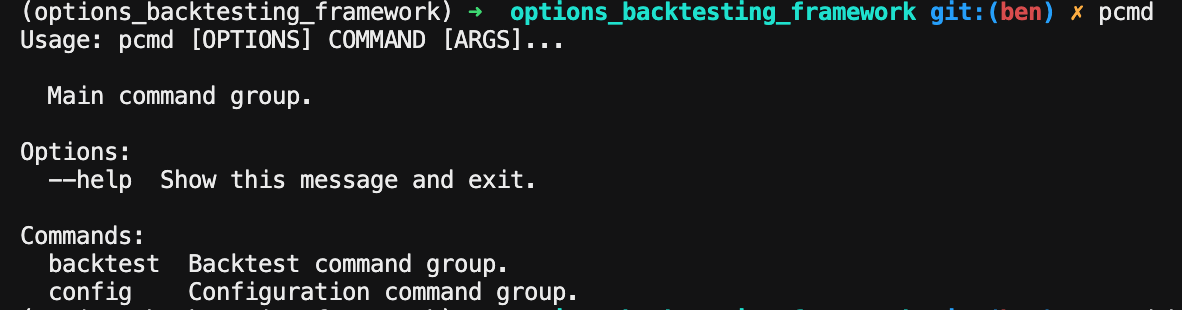 (options_backtesting_framework) ➜  options_backtesting_framework git:(ben) ✗ pcmd
Usage: pcmd [OPTIONS] COMMAND [ARGS]...
Main command group.
Options:
--help  Show this message and exit.
Commands:
backtest  Backtest command group.
config    Configuration command group.